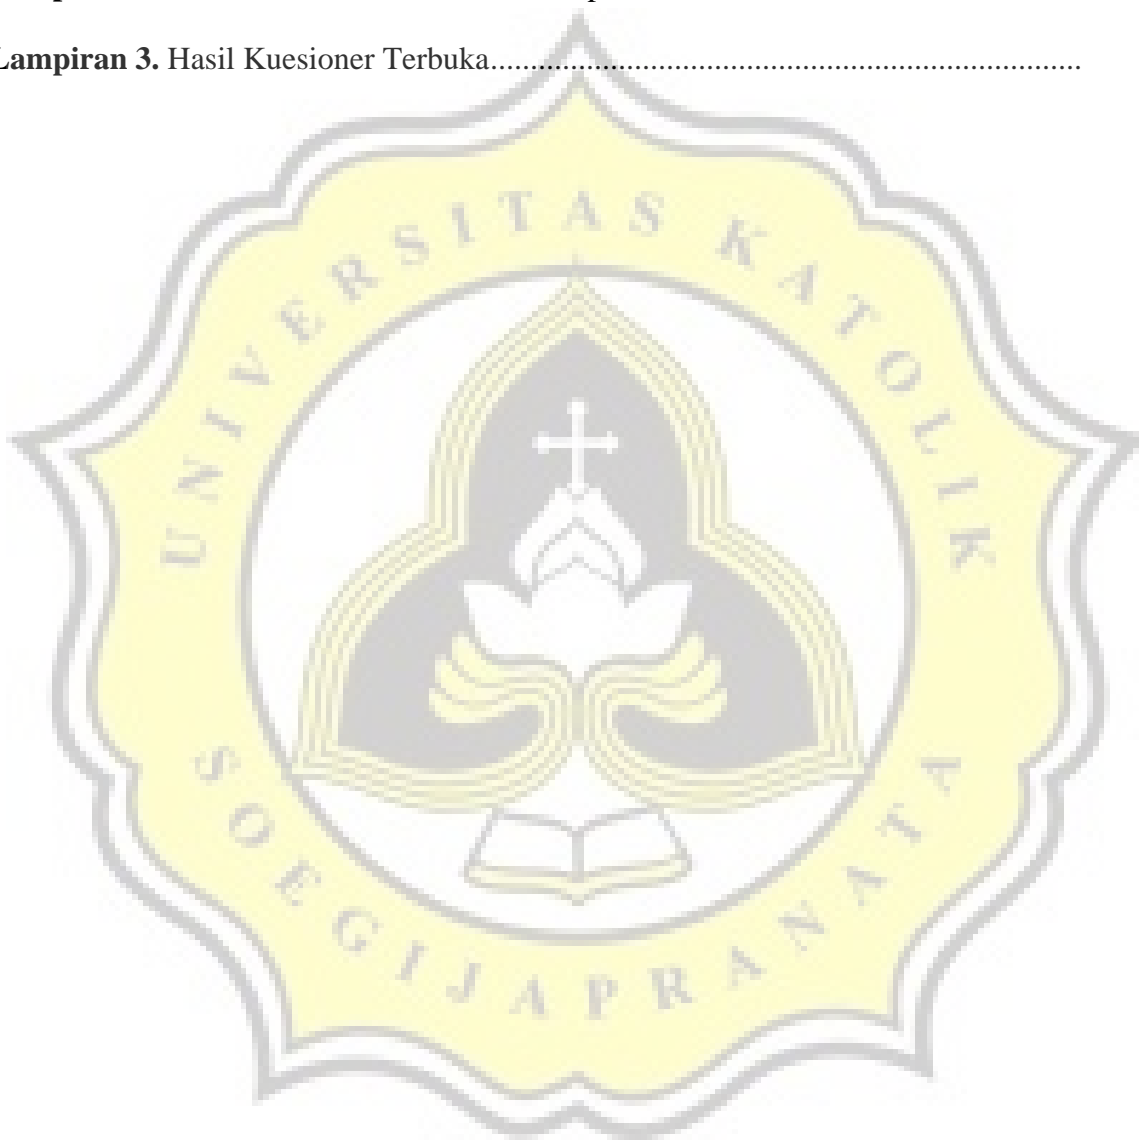 Lampiran 3. Hasil Kuesioner Terbuka..........................................................................
UNIVERSITAS KATOLIK
SOEGIJAPRANATA